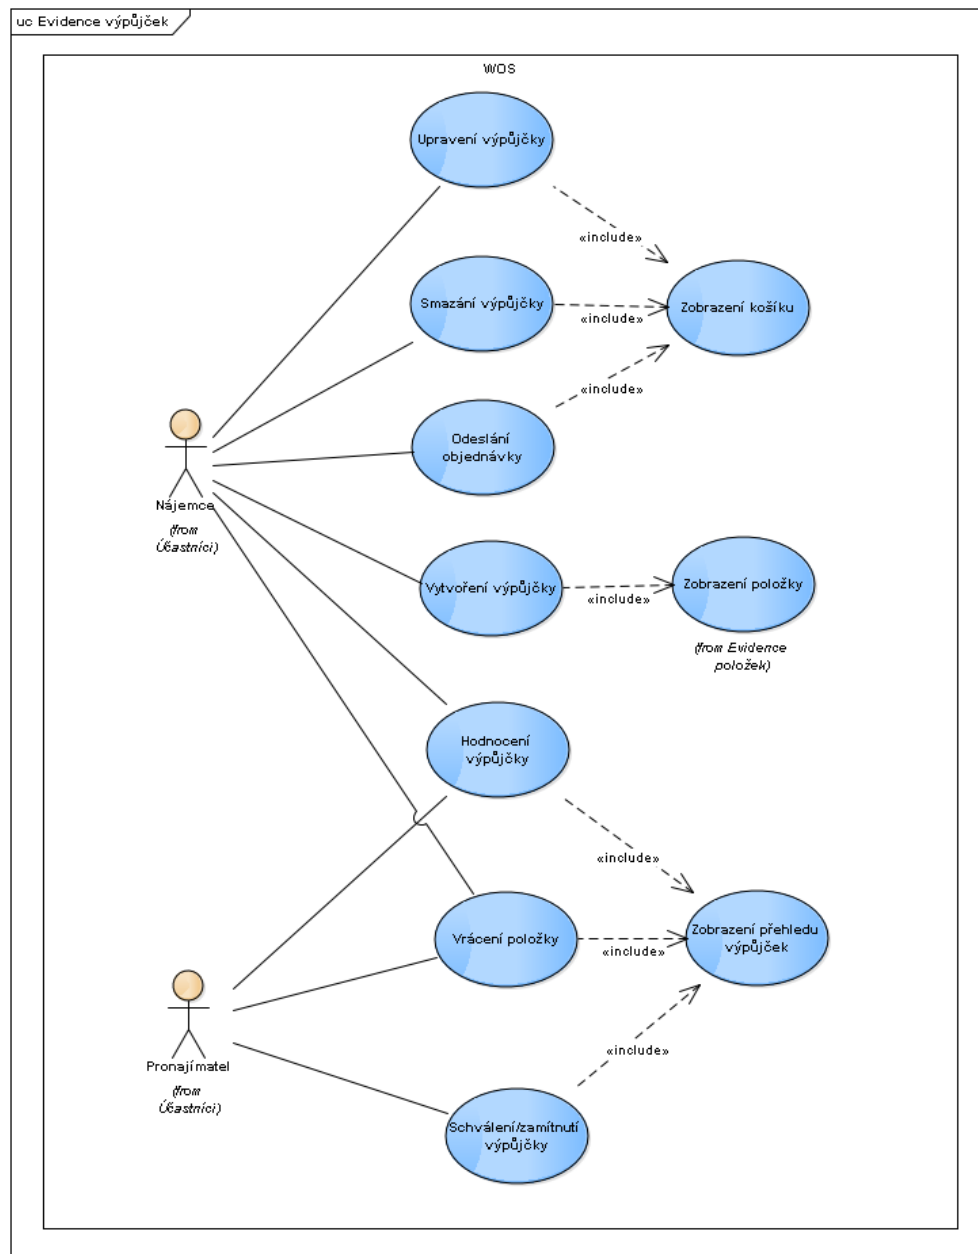 uc Evidence výpůjček
WOS
Upravení výpůjčky
«include»
Smazání výpůjčky
«include»
Zobrazení košíku
«include»
Odeslání
objednávky
Nájemce
(from
Účastníci)
Vytvoření výpůjčky
«include»
Zobrazení položky
(from Evidence
položek)
Hodnocení
výpůjčky
«include»
Vrácení položky
«include»
Zobrazení přehledu
výpůjček
Pronajímatel
(from
Účastníci)
«include»
Schválení/zamítnutí
výpůjčky